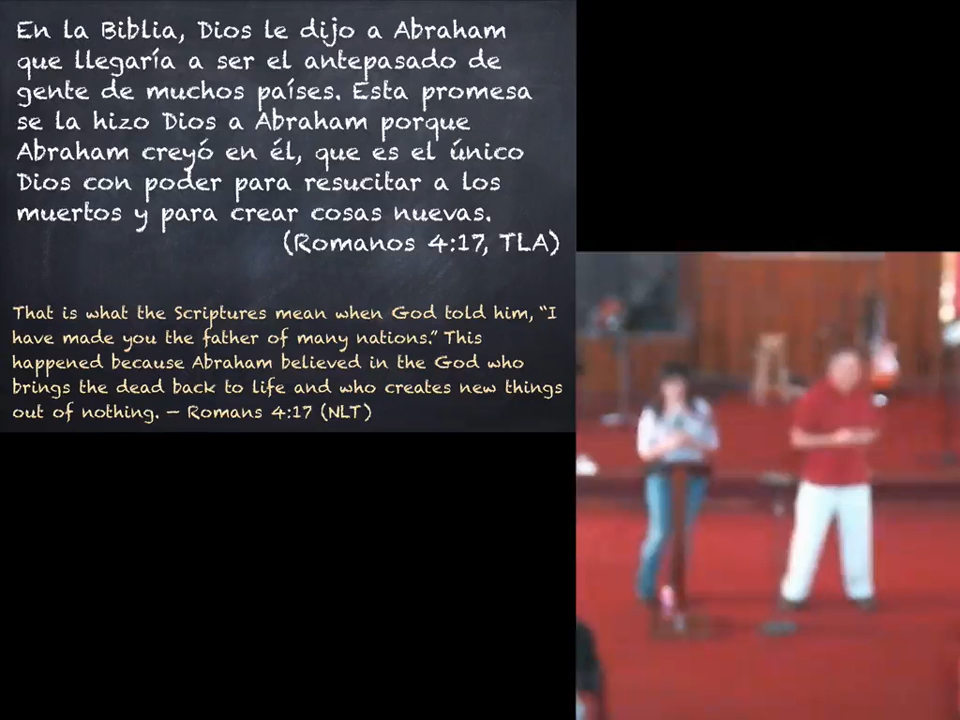 En la Biblia, Dios le dijo a Abraham
que llegaría a ser el antepasado de
gente de muchos países. Esta promesa
se la hizo Dios a Abraham porque
Abraham creyó en él, que es el único
Dios con poder para resucitar a los
muertos y para crear cosas nuevas.
(Romanos 4:17, TLA)
That is what the Scriptures mean when God told him, “I
have made you the father of many nations.” This
happened because Abraham believed in the God who
brings the dead back to life and who creates new things
out of nothing. — Romans 4:17 (NLT)